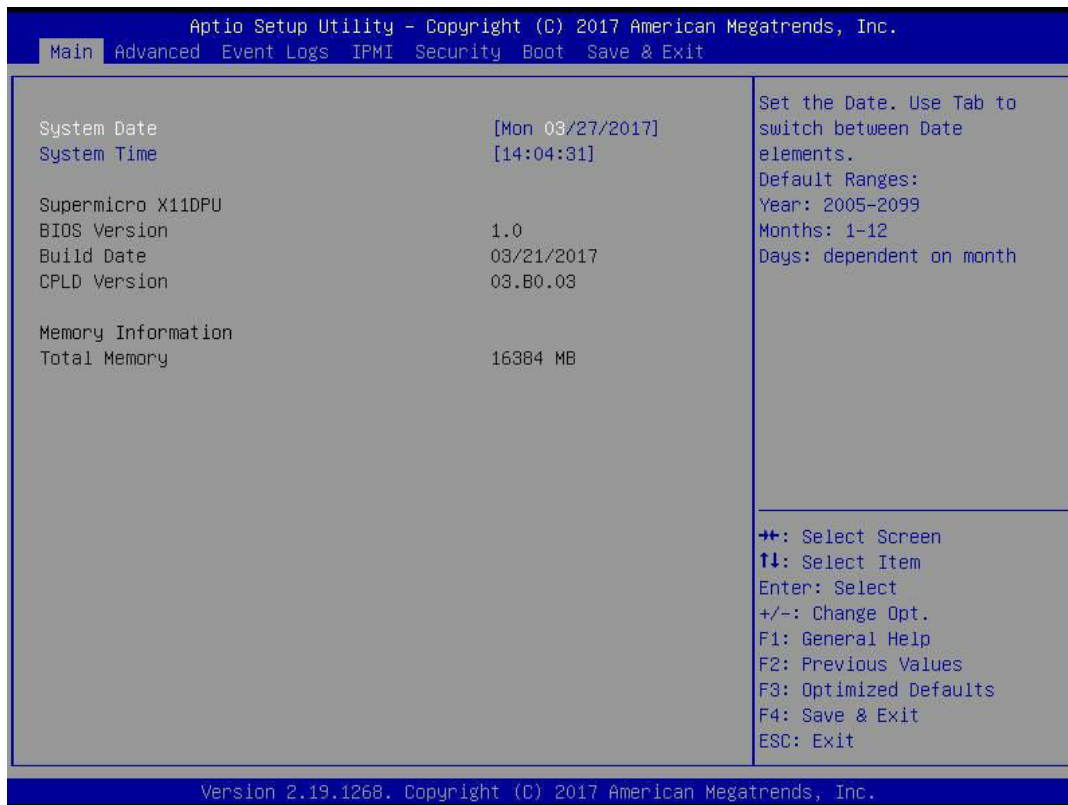 Aptio Setup Utility – Copyright (C) 2017 American Megatrends, Inc.
Main Advanced Event Logs IPMI Security Boot Save & Exit
System Date [Mon 03/27/2017]
System Time [14:04:31]
Supermicro X11DPU
BIOS Version 1.0
Build Date 03/21/2017
CPLD Version 03.B0.03
Memory Information
Total Memory 16384 MB
Set the Date. Use Tab to
switch between Date
elements.
Default Ranges:
Year: 2005-2099
Months: 1-12
Days: dependent on month
→←: Select Screen
↑↓: Select Item
Enter: Select
+/-: Change Opt.
F1: General Help
F2: Previous Values
F3: Optimized Defaults
F4: Save & Exit
ESC: Exit
Version 2.19.1268. Copyright (C) 2017 American Megatrends, Inc.